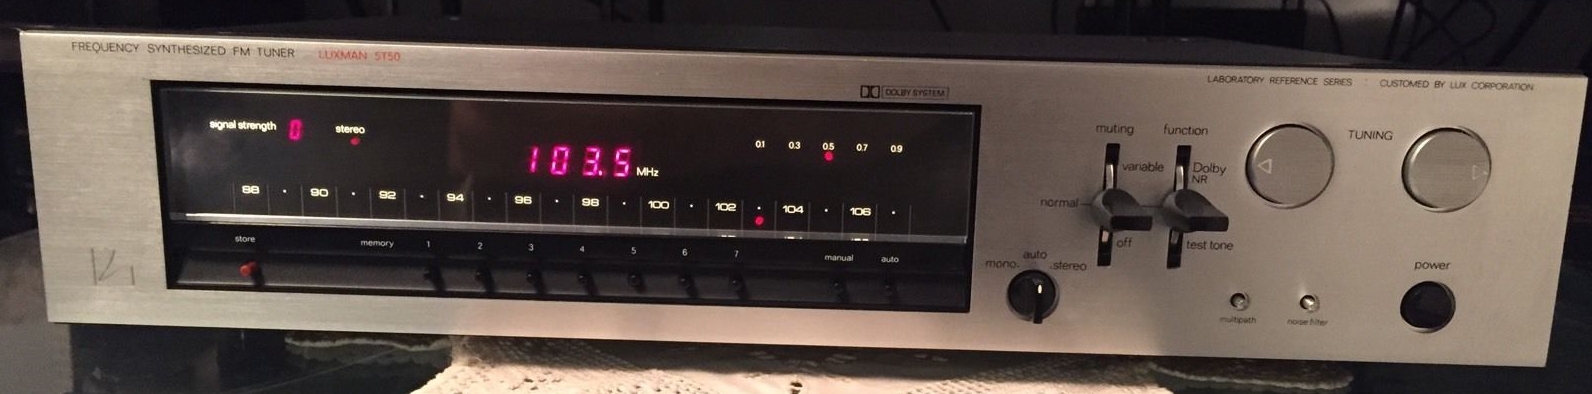 FREQUENCY SYNTHESIZED FM TUNER LUXMAN 5T50
LABORATORY REFERENCE SERIES CUSTOMED BY LUX CORPORATION
DOLBY SYSTEM
signal strength 0 stereo
103.5 MHz
0.1 0.3 0.5 0.7 0.9
88 · 90 · 92 · 94 · 96 · 98 · 100 · 102 · 104 · 106 ·
store memory 1 2 3 4 5 6 7 manual auto
muting function
TUNING
variable Dolby NR
normal
off test tone
mono auto stereo
multipath noise filter
power